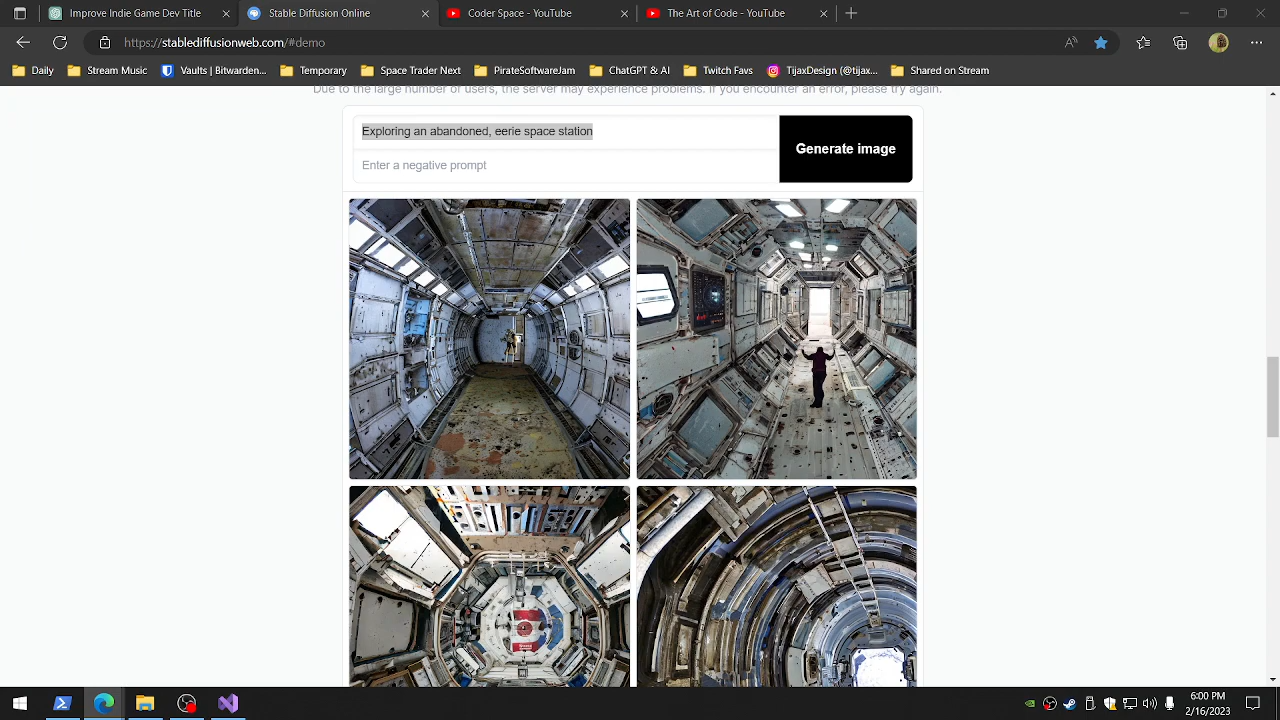 Improve Indie Game Dev Title
Stable Diffusion Online
Coder Space - YouTube
The Art of Code - YouTube
https://stablediffusionweb.com/#demo
Daily
Stream Music
Vaults | Bitwarden...
Temporary
Space Trader Next
PirateSoftwareJam
ChatGPT & AI
Twitch Favs
TijaxDesign (@tijax...
Shared on Stream
Due to the large number of users, the server may experience problems. If you encounter an error, please try again.
Exploring an abandoned, eerie space station
Enter a negative prompt
Generate image
6:00 PM
2/16/2023